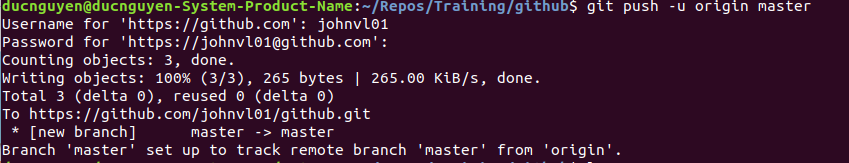 ducnguyen@ducnguyen-System-Product-Name:~/Repos/Training/github$ git push -u origin master
Username for 'https://github.com': johnvl01
Password for 'https://johnvl01@github.com':
Counting objects: 3, done.
Writing objects: 100% (3/3), 265 bytes | 265.00 KiB/s, done.
Total 3 (delta 0), reused 0 (delta 0)
To https://github.com/johnvl01/github.git
 * [new branch]      master -> master
Branch 'master' set up to track remote branch 'master' from 'origin'.